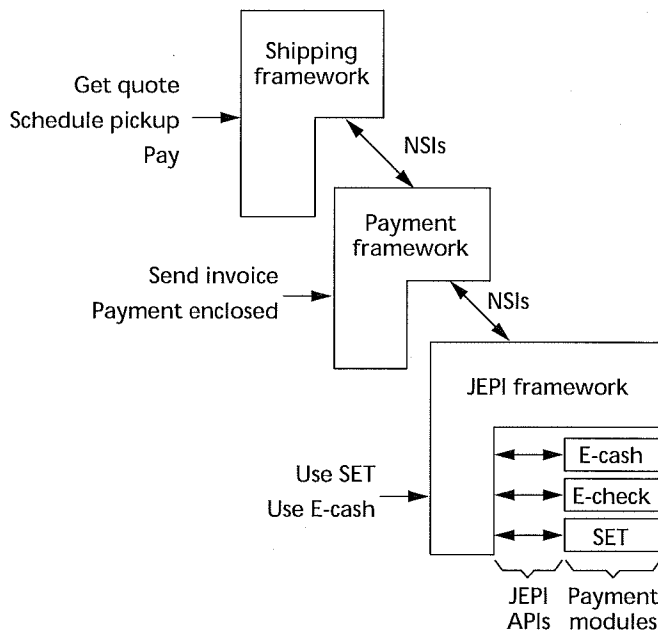 Shipping
framework
Get quote
Schedule pickup
Pay
NSIs
Payment
framework
Send invoice
Payment enclosed
NSIs
JEPI framework
Use SET
Use E-cash
E-cash
E-check
SET
JEPI
APIs
Payment
modules